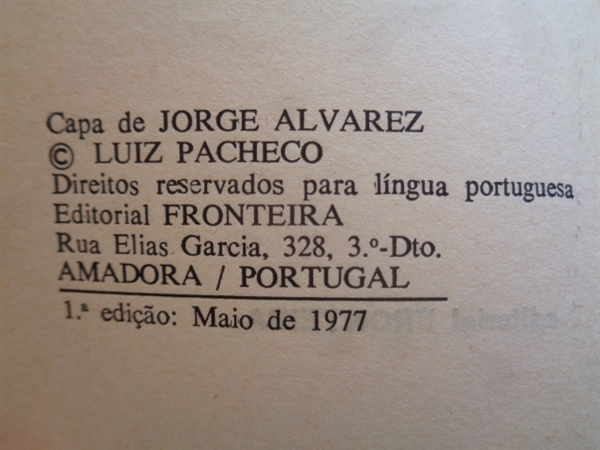 Capa de JORGE ALVAREZ
© LUIZ PACHECO
Direitos reservados para língua portuguesa
Editorial FRONTEIRA
Rua Elias Garcia, 328, 3.º-Dto.
AMADORA / PORTUGAL
1.ª edição: Maio de 1977